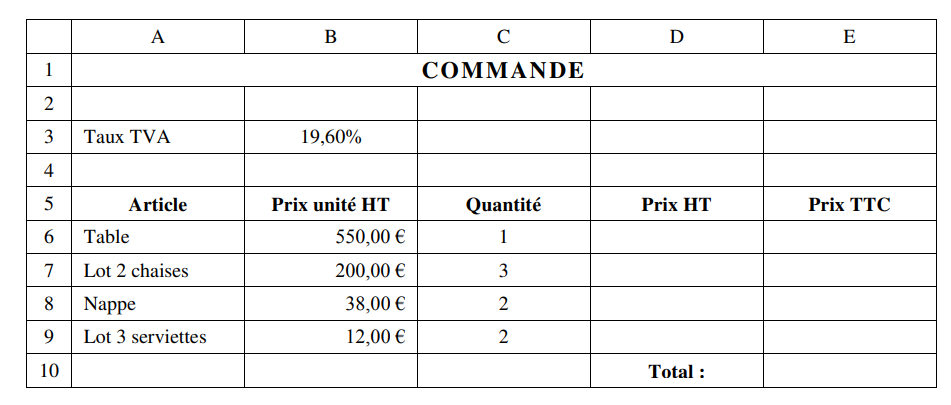 A B C D E
1 COMMANDE
2
3 Taux TVA 19,60%
4
5 Article Prix unité HT Quantité Prix HT Prix TTC
6 Table 550,00 € 1
7 Lot 2 chaises 200,00 € 3
8 Nappe 38,00 € 2
9 Lot 3 serviettes 12,00 € 2
10 Total :